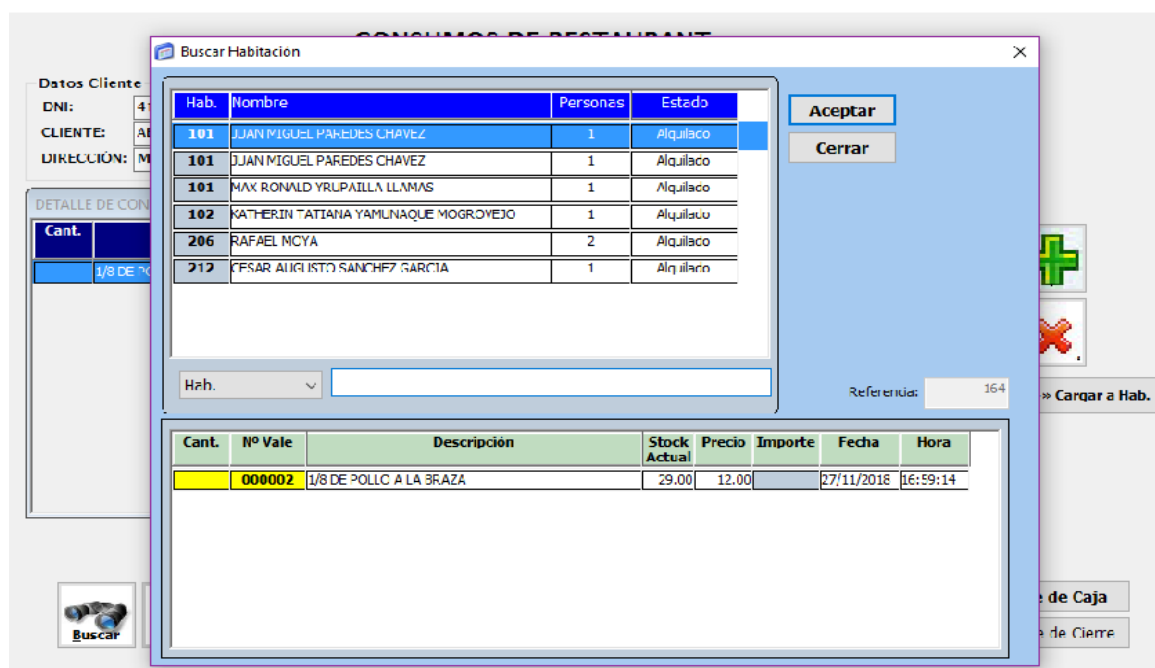 CONSUMOS DE RESTAURANT
Buscar Habitación
Datos Cliente
DNI: 41
CLIENTE:
DIRECCIÓN: M
DETALLE DE CON
Cant.
1/8 DE PO
Hab. Nombre Personas Estado
101 JUAN MIGUEL PAREDES CHAVEZ 1 Alquilado
101 JUAN MIGUEL PAREDES CHAVEZ 1 Alquilado
101 MAX RONALD YRUPAILLA LLAMAS 1 Alquilado
102 KATHERIN TATIANA YAMUNAQUE MOGROVEJO 1 Alquilado
206 RAFAEL MOYA 2 Alquilado
212 CESAR AUGUSTO SANCHEZ GARCIA 1 Alquilado
Aceptar
Cerrar
Hab.
Referencia: 164
» Cargar a Hab.
Cant. Nº Vale Descripción Stock Actual Precio Importe Fecha Hora
000002 1/8 DE POLLO A LA BRAZA 29.00 12.00 27/11/2018 16:59:14
Buscar
de Caja
de Cierre